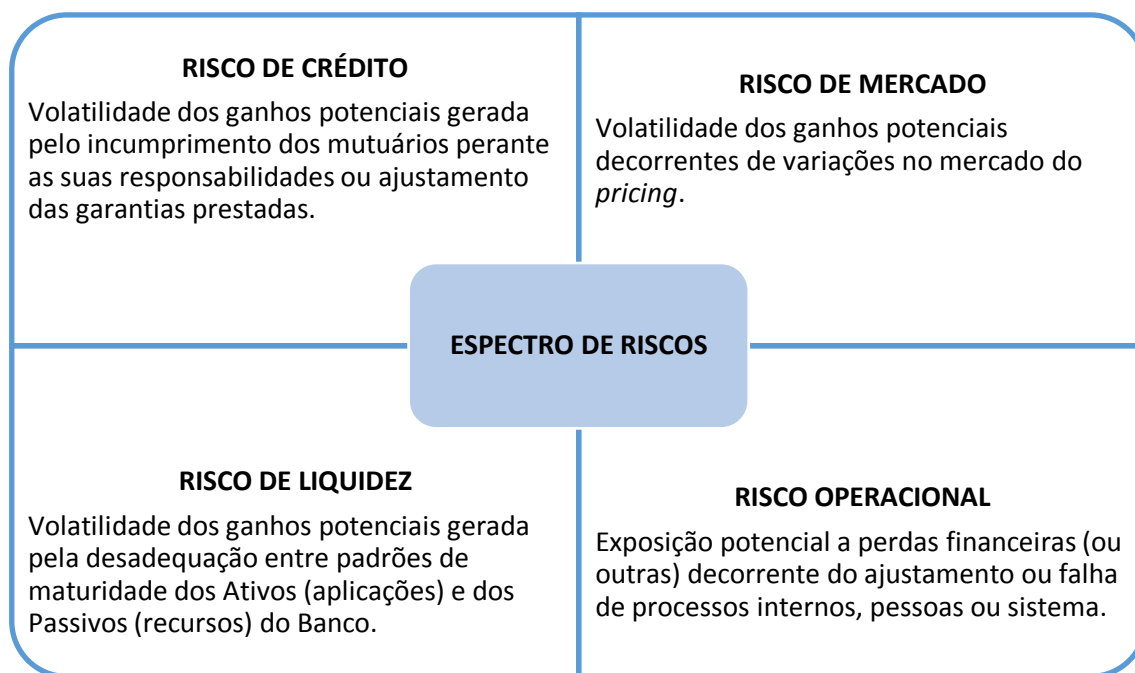 RISCO DE CRÉDITO
Volatilidade dos ganhos potenciais gerada
pelo incumprimento dos mutuários perante
as suas responsabilidades ou ajustamento
das garantias prestadas.
RISCO DE MERCADO
Volatilidade dos ganhos potenciais
decorrentes de variações no mercado do
pricing.
ESPECTRO DE RISCOS
RISCO DE LIQUIDEZ
Volatilidade dos ganhos potenciais gerada
pela desadequação entre padrões de
maturidade dos Ativos (aplicações) e dos
Passivos (recursos) do Banco.
RISCO OPERACIONAL
Exposição potencial a perdas financeiras (ou
outras) decorrente do ajustamento ou falha
de processos internos, pessoas ou sistema.